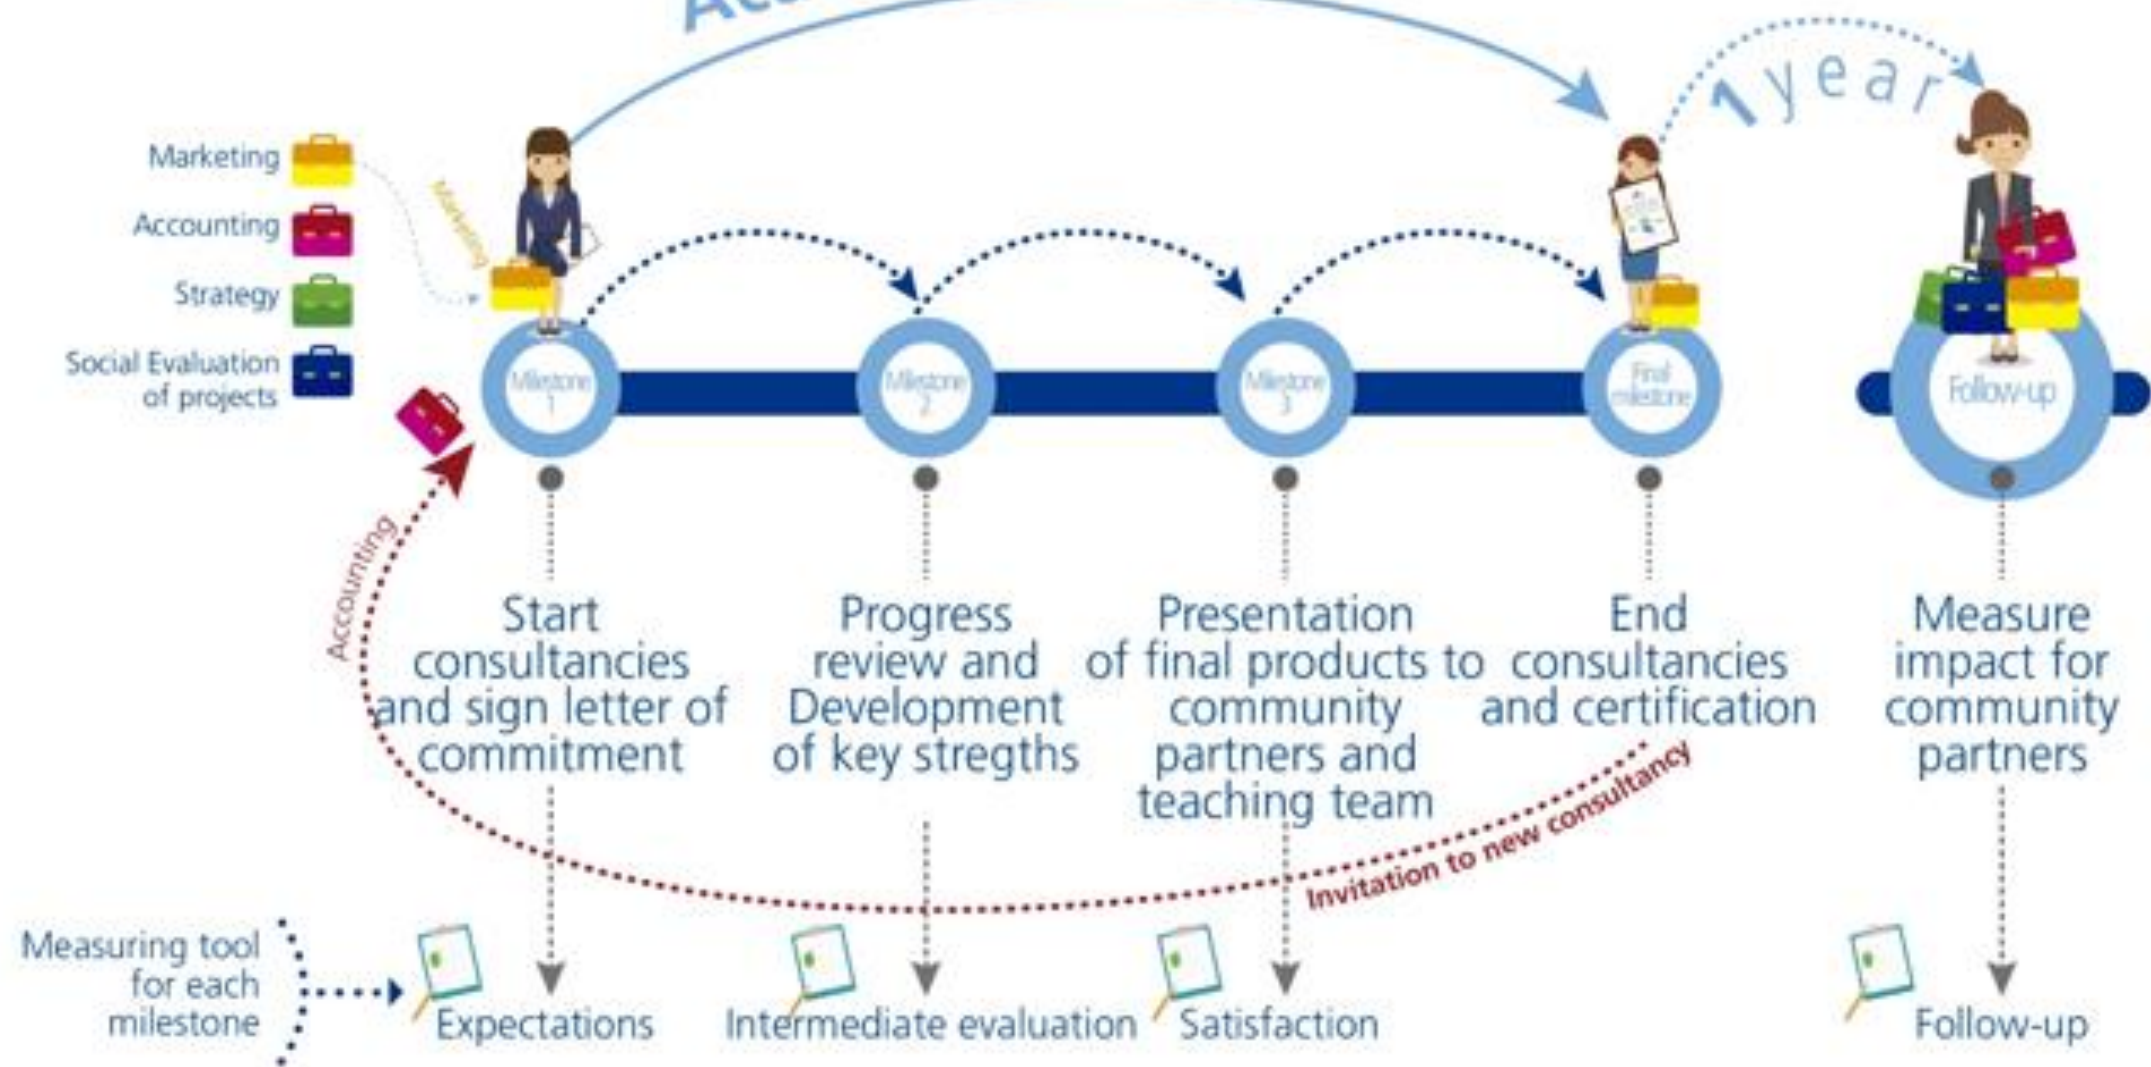 1 year
Marketing
Accounting
Strategy
Social Evaluation
of projects
Marketing
Milestone
1
Milestone
2
Milestone
3
Final
milestone
Follow-up
Accounting
Start
consultancies
and sign letter of
commitment
Progress
review and
Development
of key stregths
Presentation
of final products to
community
partners and
teaching team
End
consultancies
and certification
Measure
impact for
community
partners
Invitation to new consultancy
Measuring tool
for each
milestone
Expectations
Intermediate evaluation
Satisfaction
Follow-up